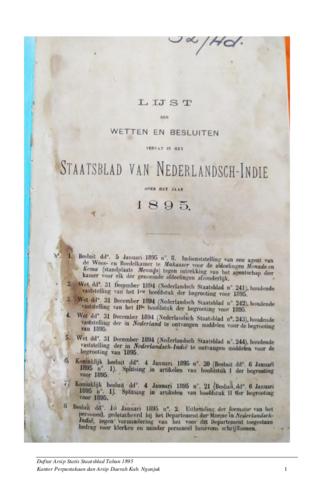 52/Hd.
LIJST
DER
WETTEN EN BESLUITEN
VERVAT IN HET
STAATSBLAD VAN NEDERLANDSCH-INDIE
OVER HET JAAR
1895.
N°. 1. Besluit dd°. 5 Januari 1895 n°. 8. Indienststelling van een agent van
de Wees- en Boedelkamer te Makasser voor de afdeelingen Menado en
Kema (standplaats Menado) tegen intrekking van het agentschap der
kamer voor elk der genoemde afdeelingen afzonderlijk.
„ 2. Wet dd°. 31 December 1894 (Nederlandsch Staatsblad n°. 241), houdende
vaststelling van het Iste hoofdstuk der begrooting voor 1895.
„ 3. Wet dd°. 31 December 1894 (Nederlandsch Staatsblad n°. 242), houdende
vaststelling van het IIde hoofdstuk der begrooting voor 1895.
„ 4. Wet dd° 31 December 1894 (Nederlandsch Staatsblad n°. 243), houdende
vaststelling der in Nederland te ontvangen middelen voor de begrooting
van 1895.
„ 5. Wet dd° 31 December 1894 (Nederlandsch Staatsblad n°. 244), houdende
vaststelling der in Nederlandsch-Indië te ontvangen middelen voor de
begrooting van 1895.
„ 6 Koninklijk besluit dd° 4 Januari 1895 n°. 20 (Besluit dd° 6 Januari
1895 n° 1). Splitsing in artikelen van hoofdstuk I der begrooting
voor 1895.
„ 7 Koninklijk besluit dd°. 4 Januari 1895 n°. 21 (Besluit dd° 6 Januari
1895 n°. 1). Splitsing in artikelen van hoofdstuk II der begrooting
voor 1895.
„ 8 Besluit dd°. 10 Januari 1895 n°. 2. Uitbreiding der formatie van het
personeel, gedetacheerd bij het Departement der Marine in Nederlandsch-
Indië, tegen vermindering van het voor dit Departement toegestane
bedrag voor klerken en minder personeel benevens schrijfloonen.
Daftar Arsip Statis Staatsblad Tahun 1895
Kantor Perpustakaan dan Arsip Daerah Kab. Nganjuk 1